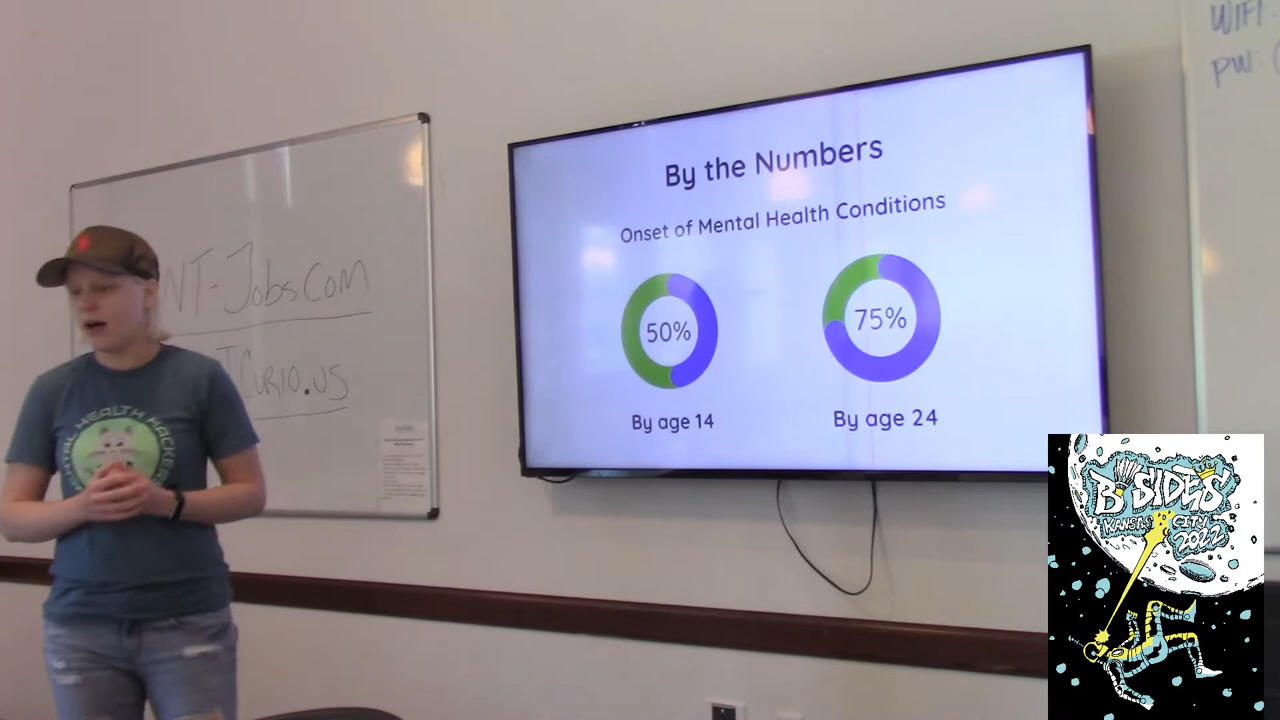 WIFI:
PW:
By the Numbers
Onset of Mental Health Conditions
50%
75%
By age 14
By age 24
NT-Jobs.com
ICurio.us
MENTAL HEALTH HACKERS
B-SIDES
KANSAS CITY
2022